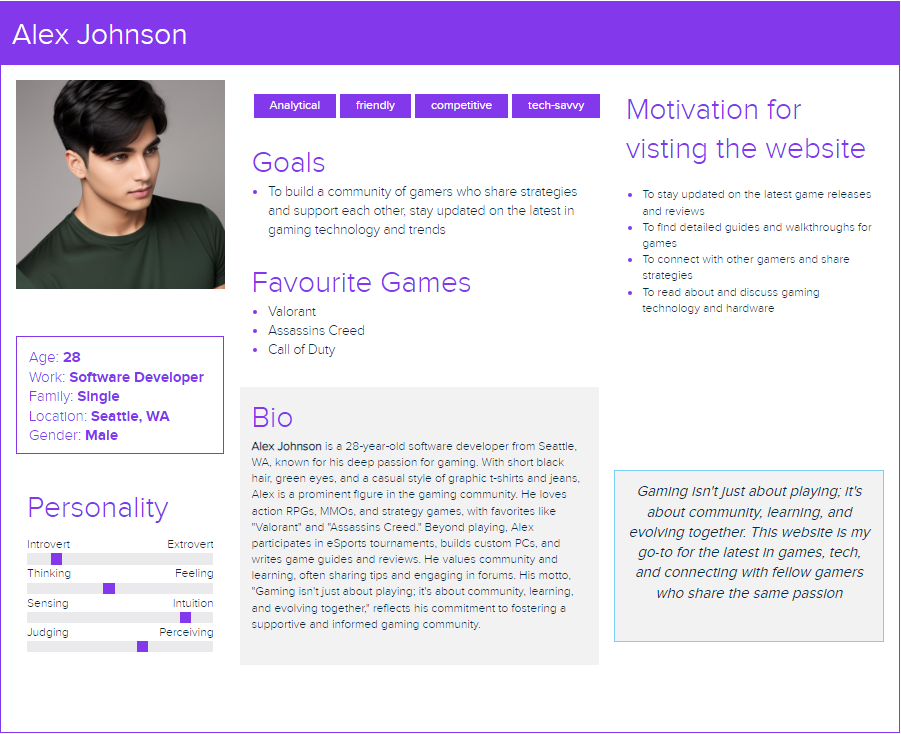 Alex Johnson
Analytical
friendly
competitive
tech-savvy
Goals
To build a community of gamers who share strategies
and support each other, stay updated on the latest in
gaming technology and trends
Favourite Games
Valorant
Assassins Creed
Call of Duty
Motivation for
visting the website
To stay updated on the latest game releases
and reviews
To find detailed guides and walkthroughs for
games
To connect with other gamers and share
strategies
To read about and discuss gaming
technology and hardware
Age: 28
Work: Software Developer
Family: Single
Location: Seattle, WA
Gender: Male
Personality
Introvert Extrovert
Thinking Feeling
Sensing Intuition
Judging Perceiving
Bio
Alex Johnson is a 28-year-old software developer from Seattle,
WA, known for his deep passion for gaming. With short black
hair, green eyes, and a casual style of graphic t-shirts and jeans,
Alex is a prominent figure in the gaming community. He loves
action RPGs, MMOs, and strategy games, with favorites like
"Valorant" and "Assassins Creed." Beyond playing, Alex
participates in eSports tournaments, builds custom PCs, and
writes game guides and reviews. He values community and
learning, often sharing tips and engaging in forums. His motto,
"Gaming isn't just about playing; it's about community, learning,
and evolving together," reflects his commitment to fostering a
supportive and informed gaming community.
Gaming isn't just about playing; it's
about community, learning, and
evolving together. This website is my
go-to for the latest in games, tech,
and connecting with fellow gamers
who share the same passion